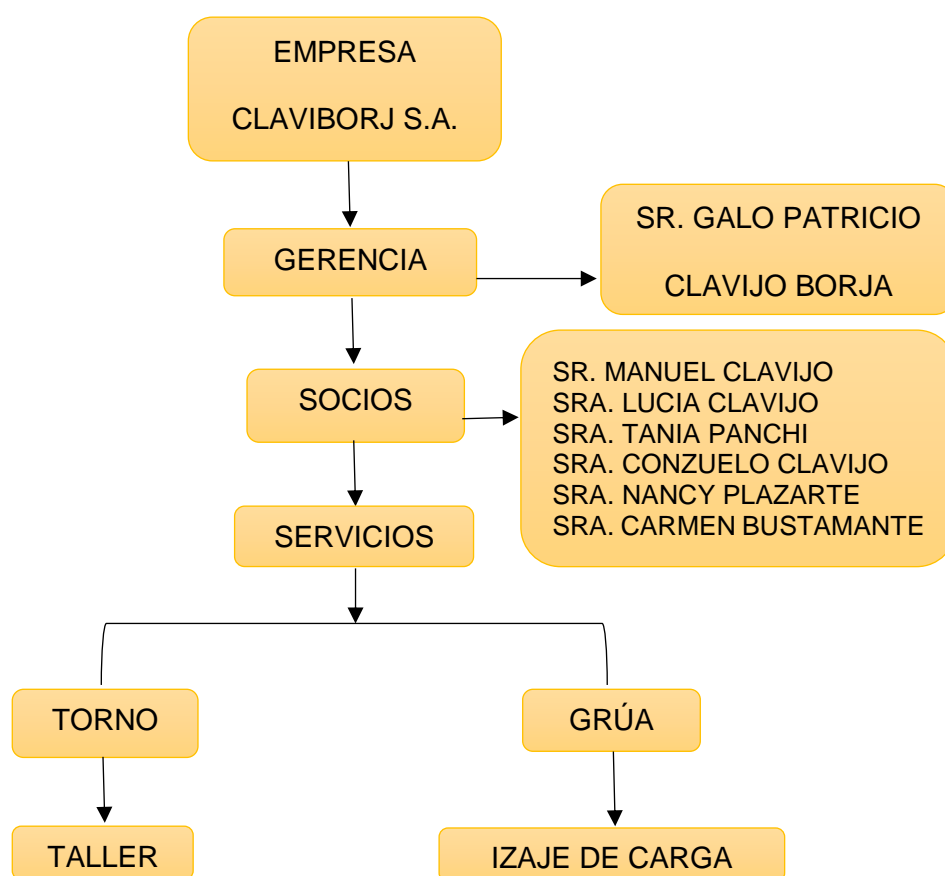 EMPRESA
CLAVIBORJ S.A.
GERENCIA
SR. GALO PATRICIO
CLAVIJO BORJA
SOCIOS
SR. MANUEL CLAVIJO
SRA. LUCIA CLAVIJO
SRA. TANIA PANCHI
SRA. CONZUELO CLAVIJO
SRA. NANCY PLAZARTE
SRA. CARMEN BUSTAMANTE
SERVICIOS
TORNO
GRÚA
TALLER
IZAJE DE CARGA